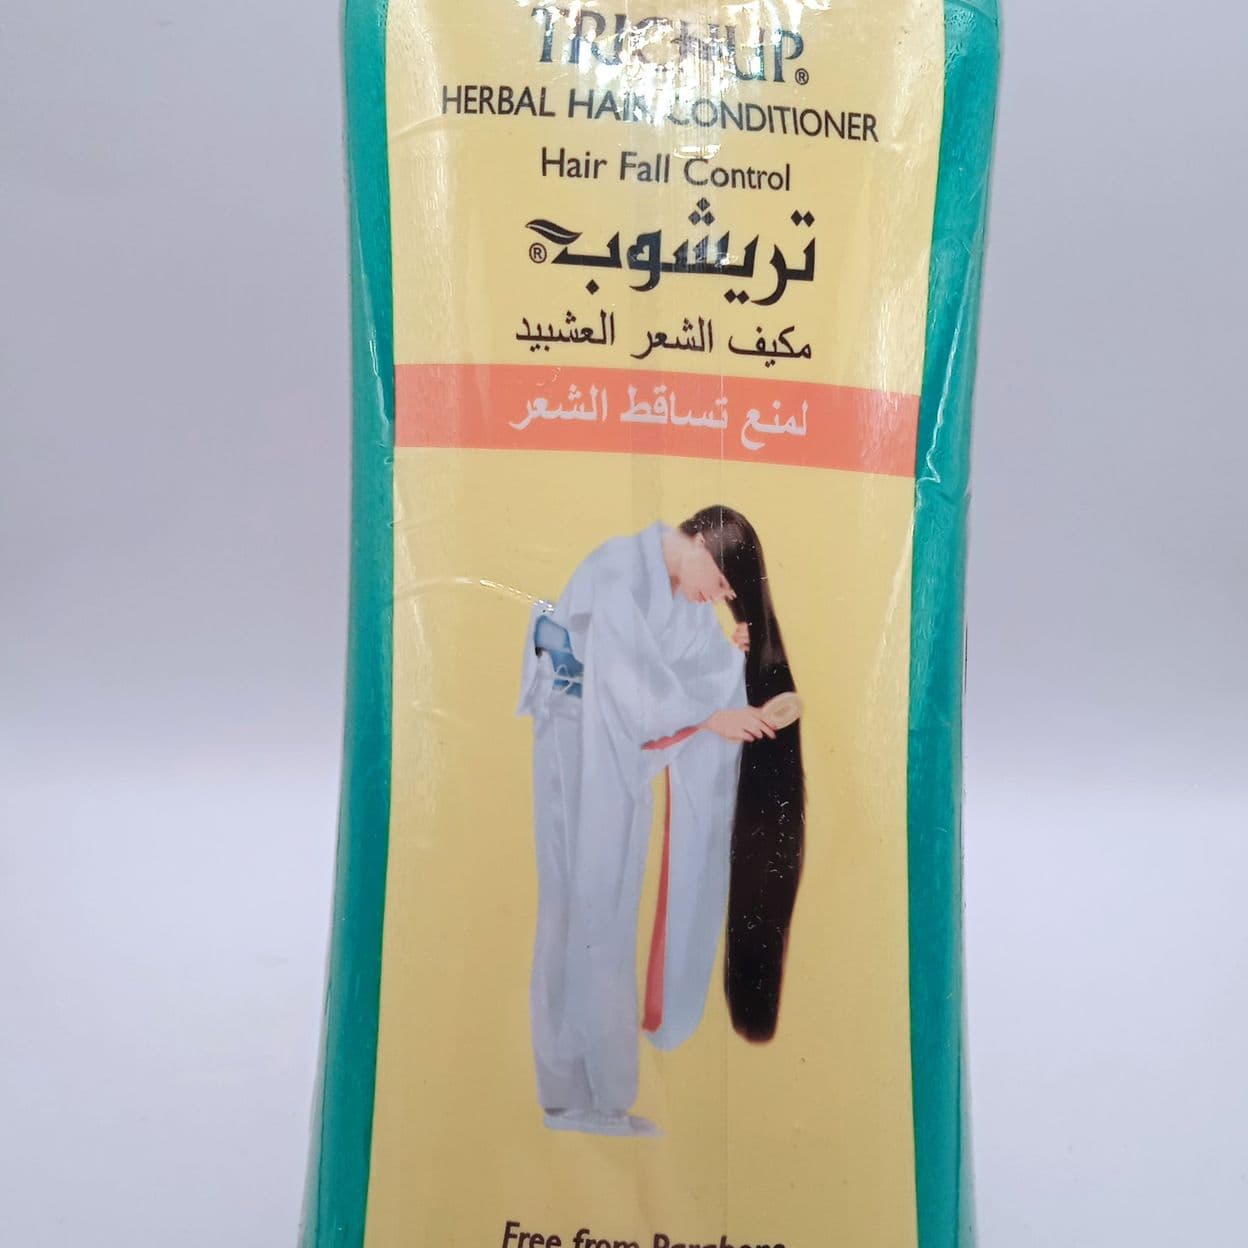 TRICHUP®
HERBAL HAIR CONDITIONER
Hair Fall Control
تريشوب®
مكيف الشعر العشبيد
لمنع تساقط الشعر
Free from Parabens